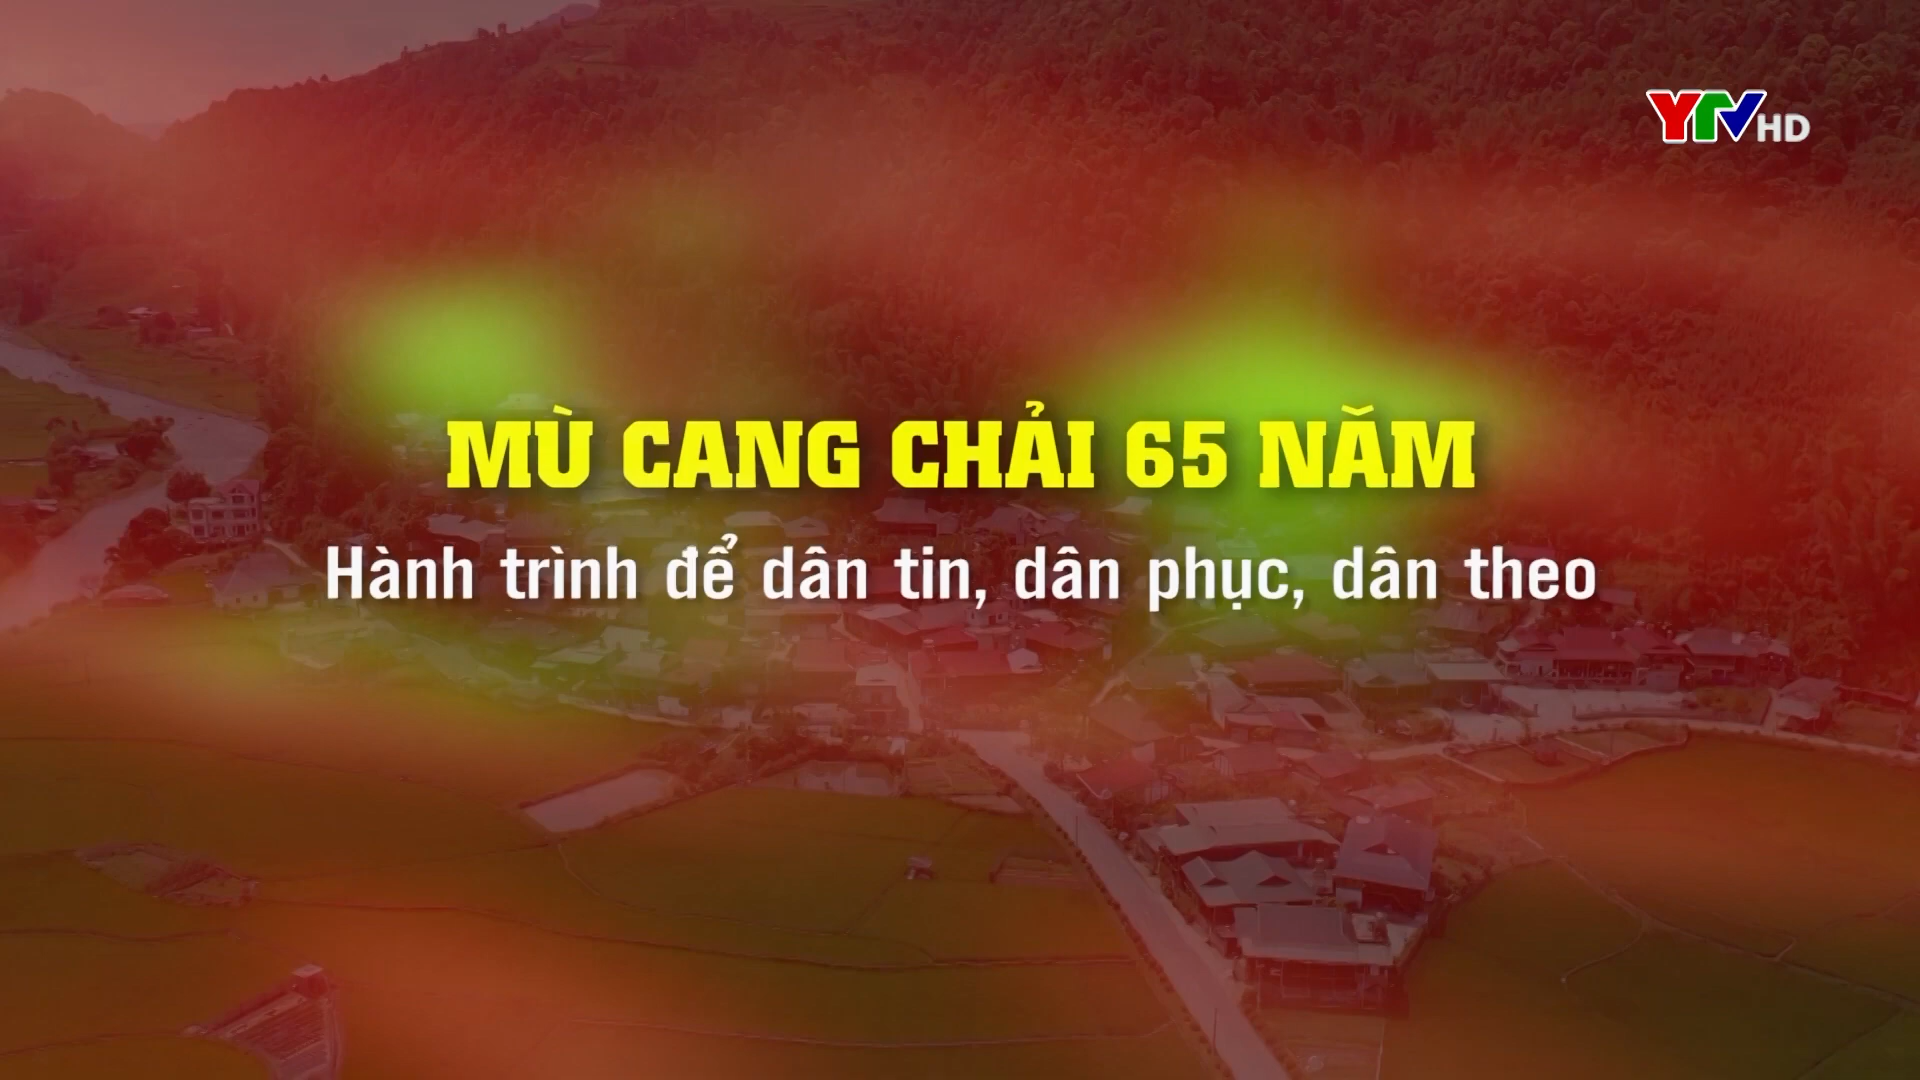 YTV HD
MÙ CANG CHẢI 65 NĂM
Hành trình để dân tin, dân phục, dân theo